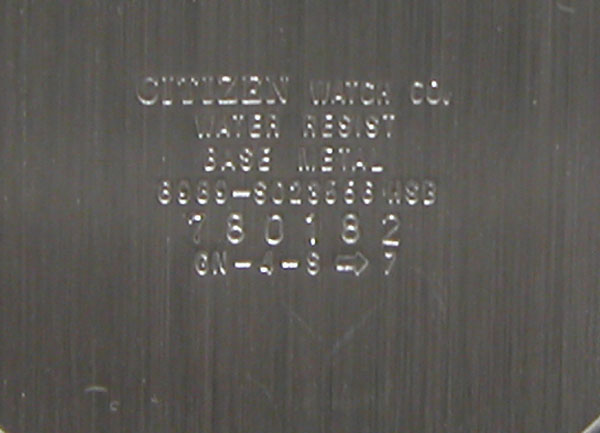 CITIZEN WATCH CO.
WATER RESIST
BASE METAL
780182
GN-4-S ⇨ 7